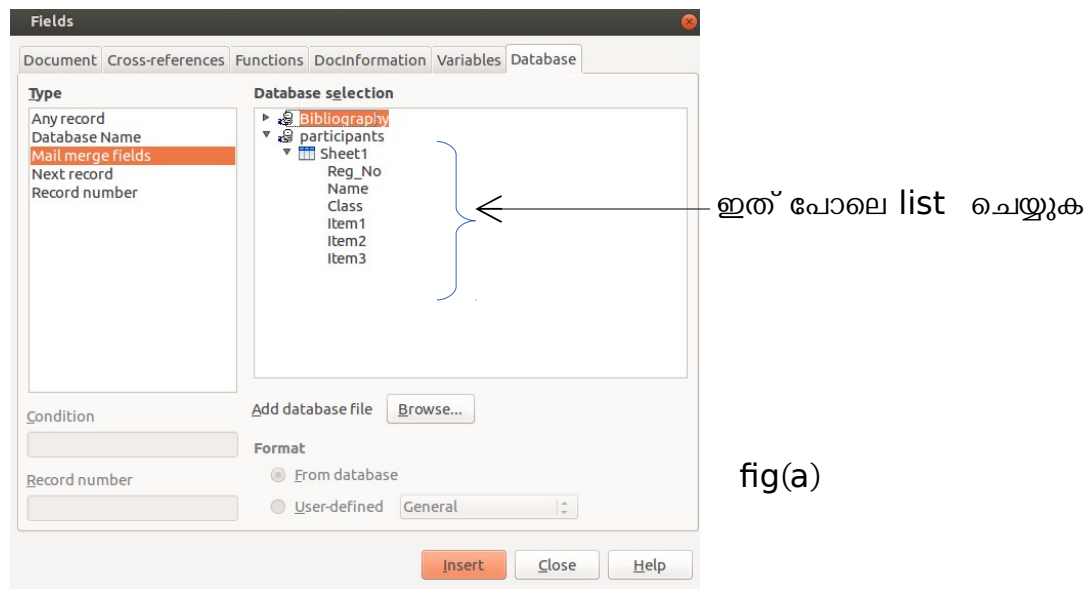 Fields
Document Cross-references Functions DocInformation Variables Database
Type
Any record
Database Name
Mail merge fields
Next record
Record number
Database selection
Bibliography
participants
Sheet1
Reg_No
Name
Class
Item1
Item2
Item3
ഇത് പോലെ list ചെയ്യുക
Condition
Record number
Add database file Browse...
Format
From database
User-defined General
fig(a)
Insert Close Help